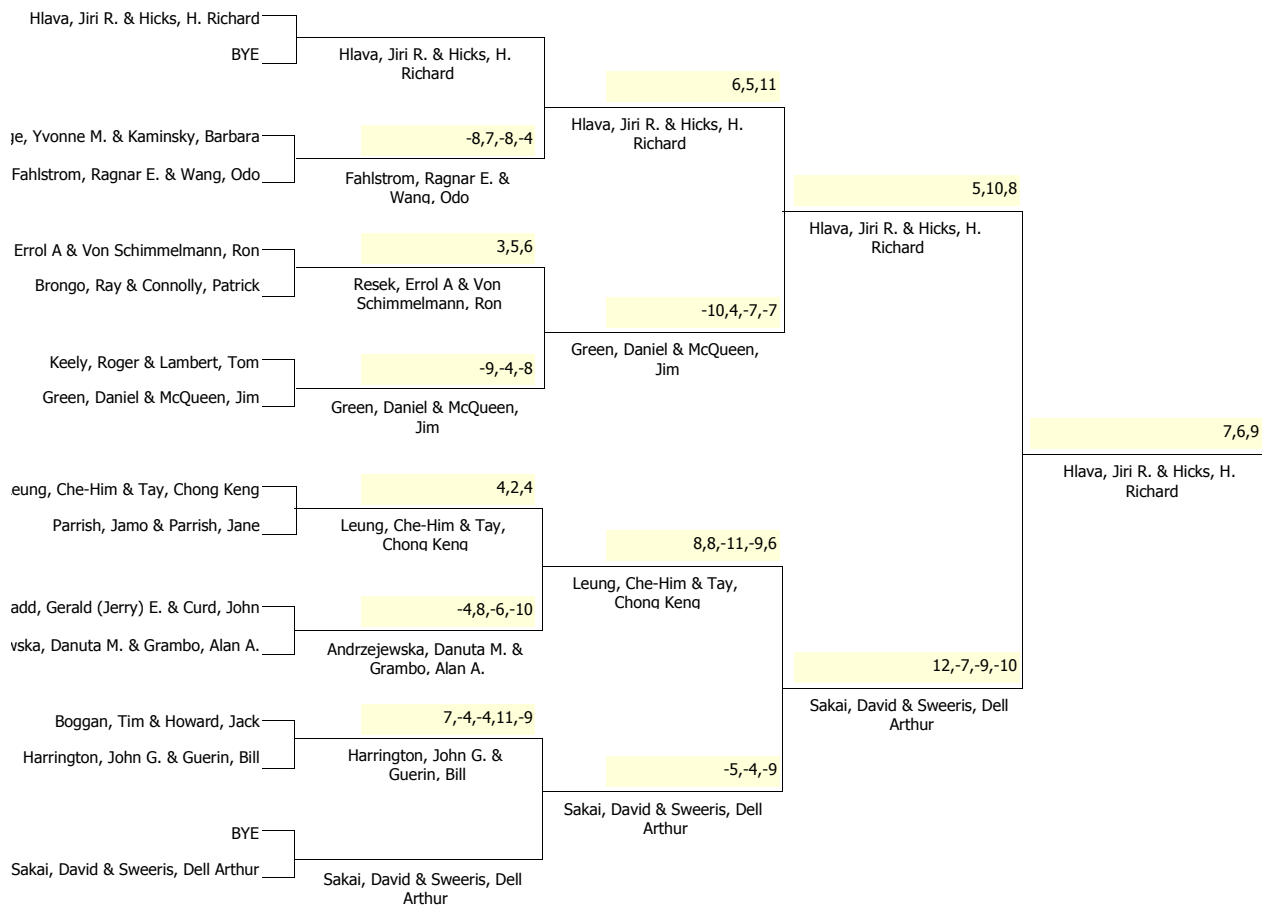 Hlava, Jiri R. & Hicks, H. Richard
BYE
Hlava, Jiri R. & Hicks, H.
Richard
6,5,11
Hlava, Jiri R. & Hicks, H.
Richard
Yvonne M. & Kaminsky, Barbara
-8,7,-8,-4
Fahlstrom, Ragnar E. & Wang, Odo
Fahlstrom, Ragnar E. &
Wang, Odo
5,10,8
Hlava, Jiri R. & Hicks, H.
Richard
Errol A & Von Schimmelmann, Ron
3,5,6
Brongo, Ray & Connolly, Patrick
Resek, Errol A & Von
Schimmelmann, Ron
-10,4,-7,-7
Green, Daniel & McQueen,
Jim
Keely, Roger & Lambert, Tom
-9,-4,-8
Green, Daniel & McQueen, Jim
Green, Daniel & McQueen,
Jim
7,6,9
Hlava, Jiri R. & Hicks, H.
Richard
eung, Che-Him & Tay, Chong Keng
4,2,4
Parrish, Jamo & Parrish, Jane
Leung, Che-Him & Tay,
Chong Keng
8,8,-11,-9,6
Leung, Che-Him & Tay,
Chong Keng
add, Gerald (Jerry) E. & Curd, John
-4,8,-6,-10
vska, Danuta M. & Grambo, Alan A.
Andrzejewska, Danuta M. &
Grambo, Alan A.
12,-7,-9,-10
Sakai, David & Sweeris, Dell
Arthur
Boggan, Tim & Howard, Jack
7,-4,-4,11,-9
Harrington, John G. & Guerin, Bill
Harrington, John G. &
Guerin, Bill
-5,-4,-9
Sakai, David & Sweeris, Dell
Arthur
BYE
Sakai, David & Sweeris, Dell Arthur
Sakai, David & Sweeris, Dell
Arthur